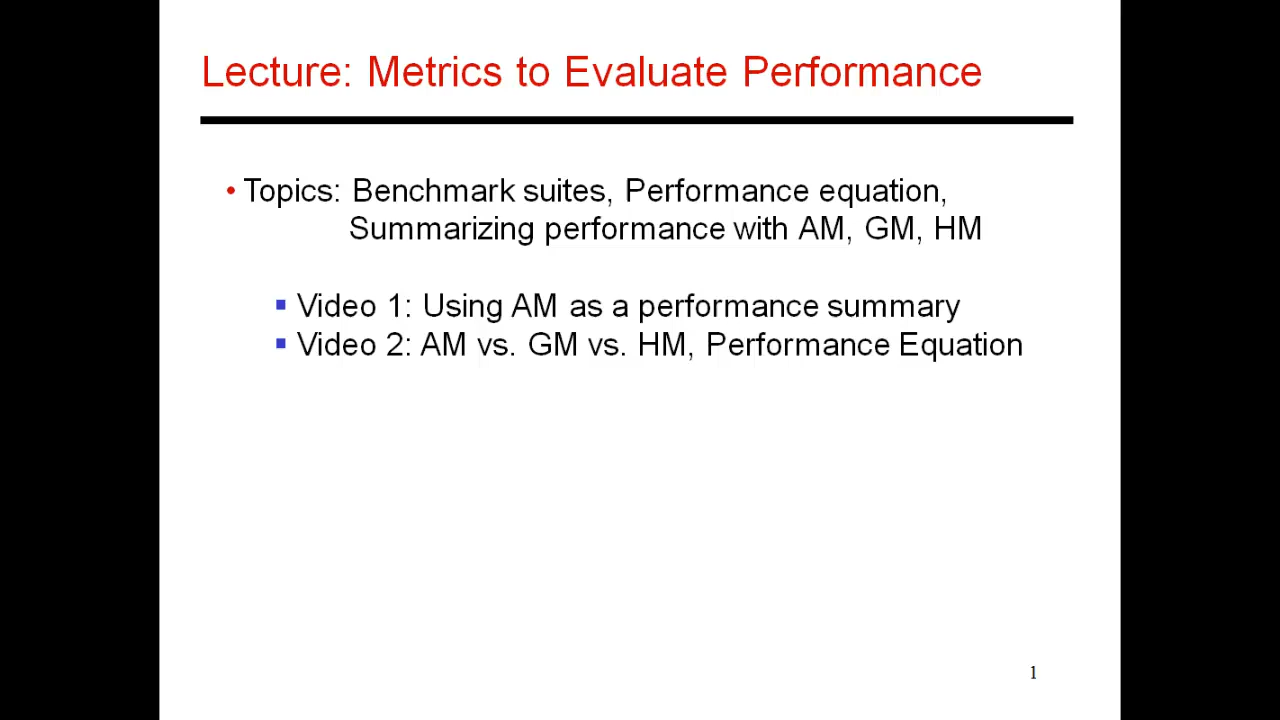 Lecture: Metrics to Evaluate Performance
• Topics: Benchmark suites, Performance equation,
Summarizing performance with AM, GM, HM
▪ Video 1: Using AM as a performance summary
▪ Video 2: AM vs. GM vs. HM, Performance Equation
1